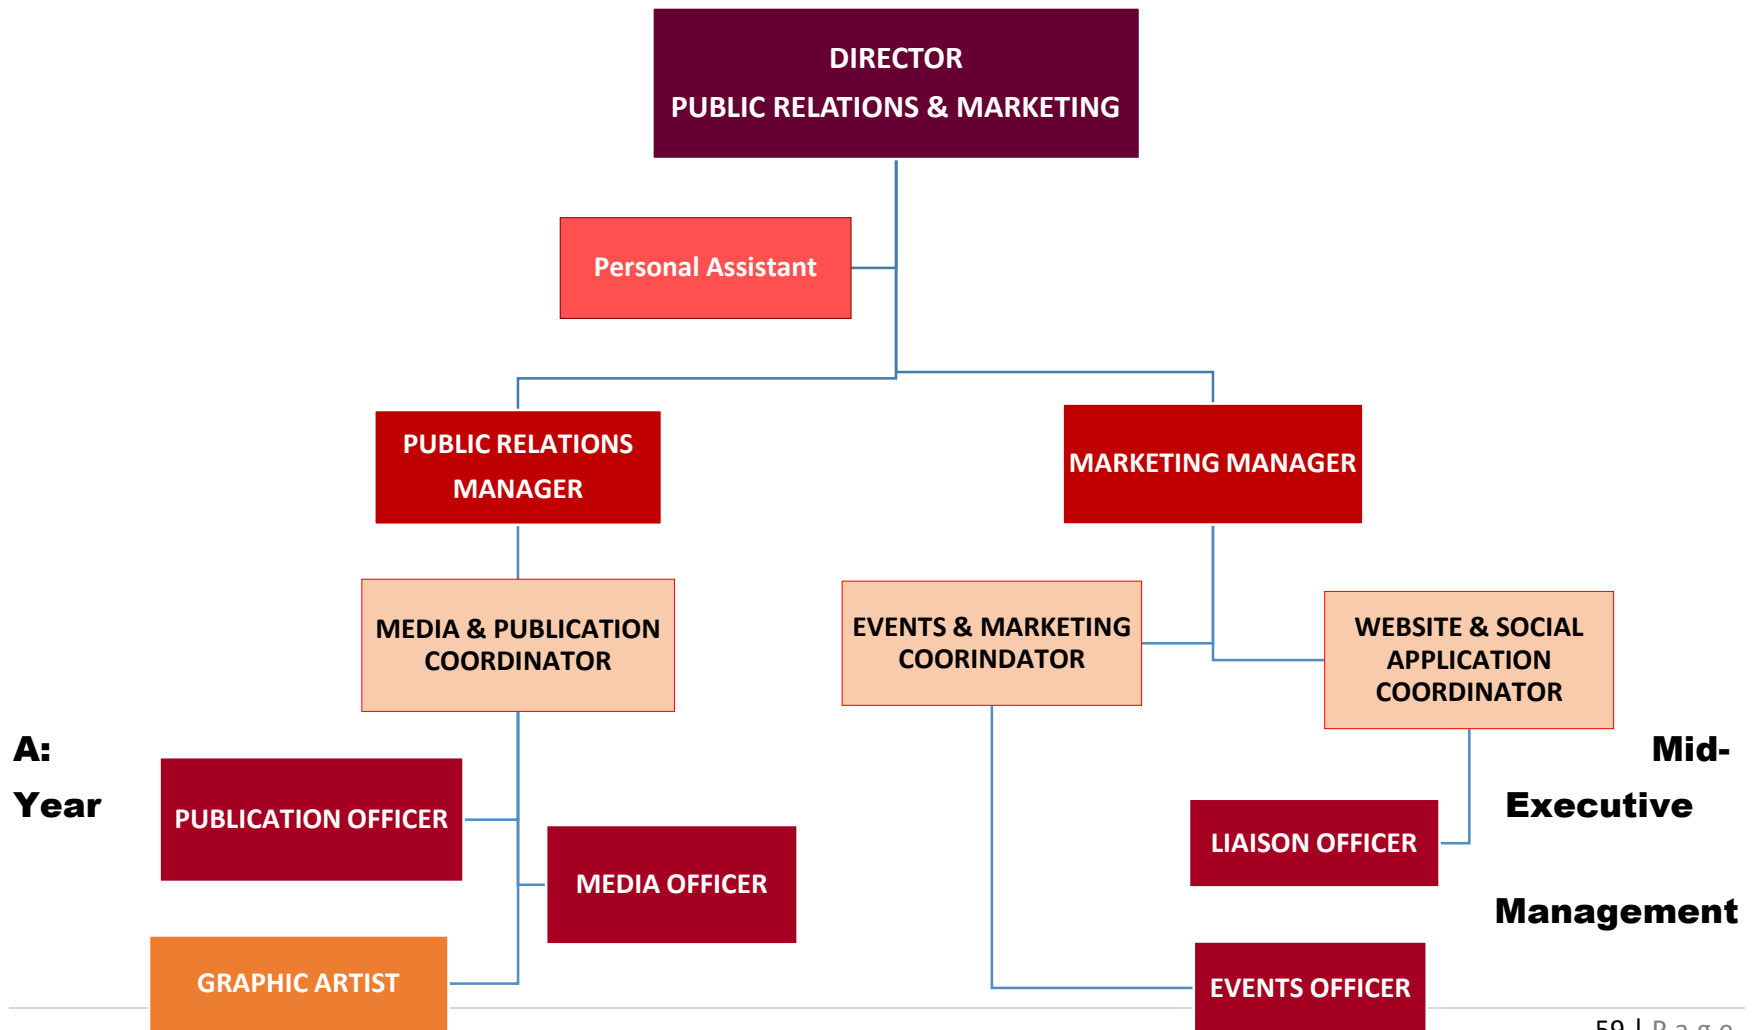 DIRECTOR
PUBLIC RELATIONS & MARKETING
Personal Assistant
PUBLIC RELATIONS
MANAGER
MARKETING MANAGER
MEDIA & PUBLICATION
COORDINATOR
EVENTS & MARKETING
COORINDATOR
WEBSITE & SOCIAL
APPLICATION
COORDINATOR
A: Mid-
Year Executive
Management
PUBLICATION OFFICER
MEDIA OFFICER
LIAISON OFFICER
GRAPHIC ARTIST
EVENTS OFFICER
59 | P a g e